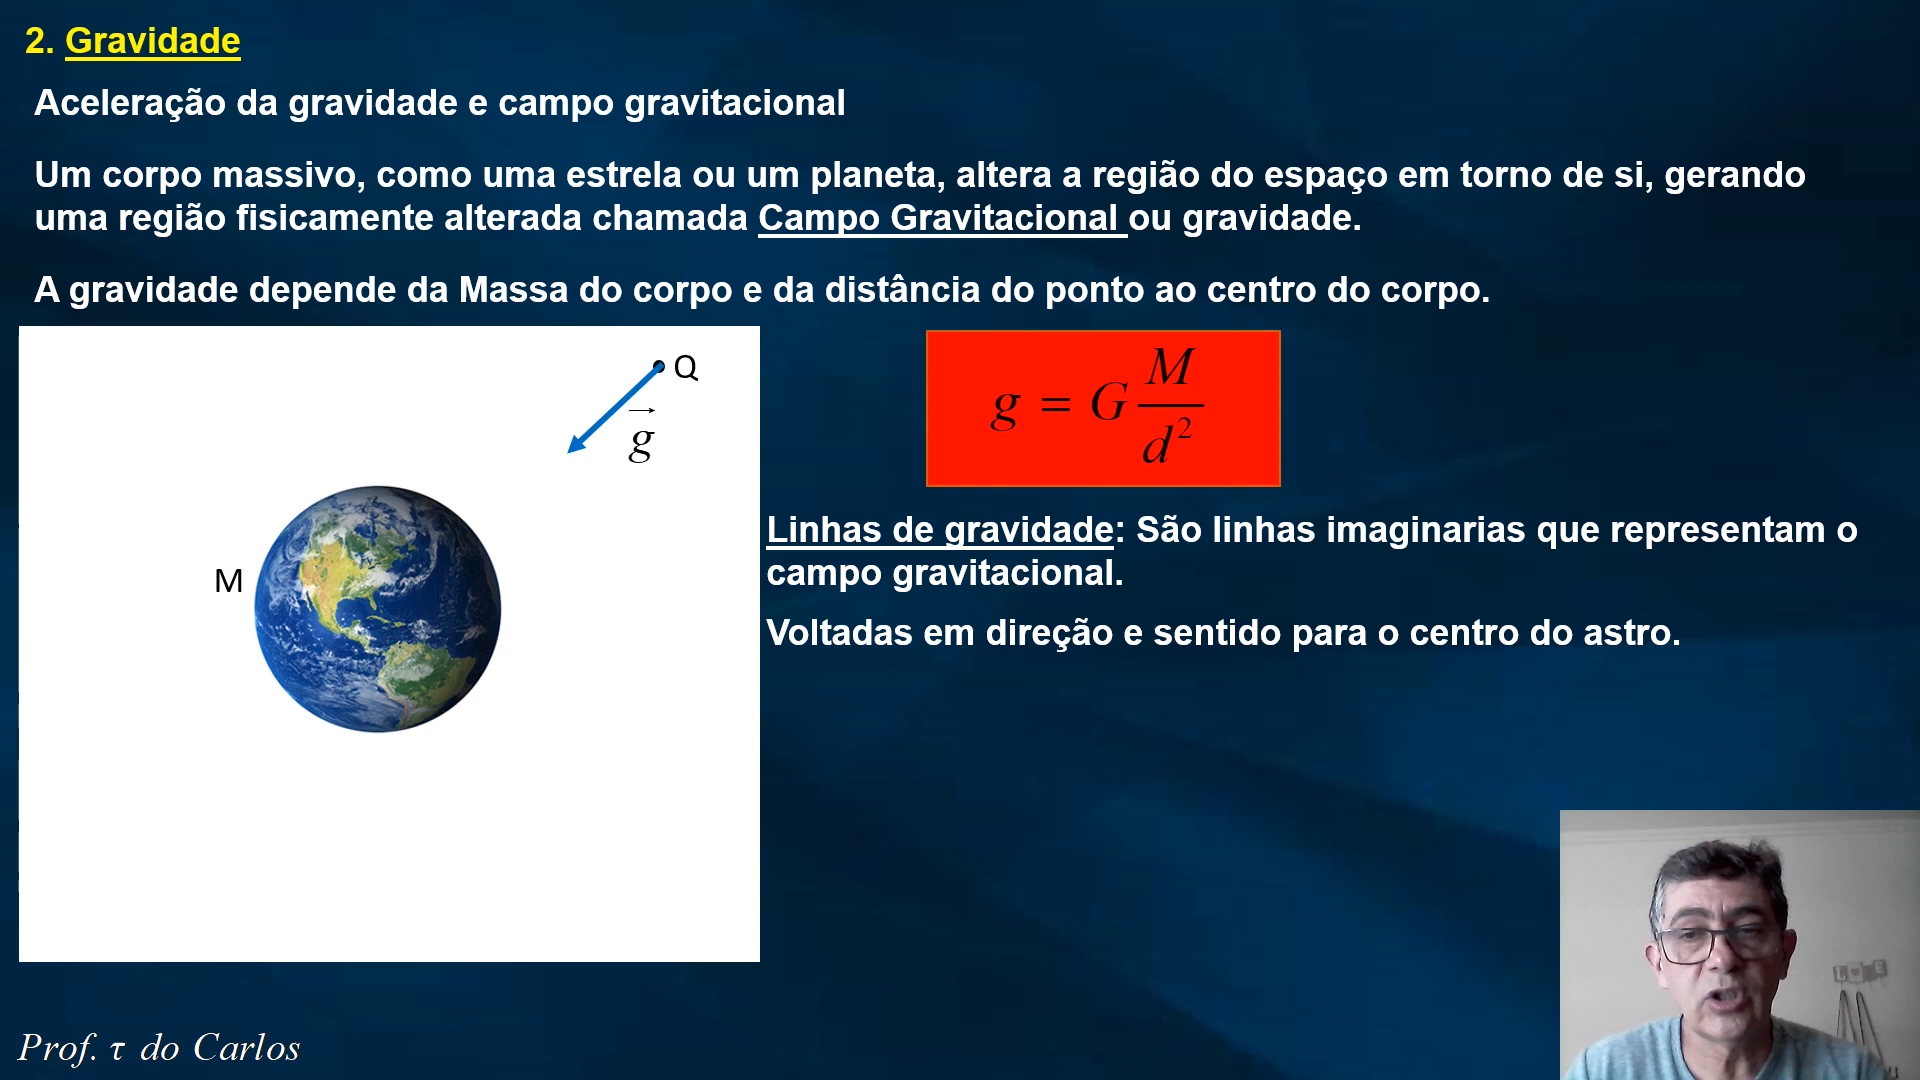 2. Gravidade
Aceleração da gravidade e campo gravitacional
Um corpo massivo, como uma estrela ou um planeta, altera a região do espaço em torno de si, gerando
uma região fisicamente alterada chamada Campo Gravitacional ou gravidade.
A gravidade depende da Massa do corpo e da distância do ponto ao centro do corpo.
Q
g
M
g = G M/d²
Linhas de gravidade: São linhas imaginarias que representam o
campo gravitacional.
Voltadas em direção e sentido para o centro do astro.
LOVE
Prof. τ do Carlos